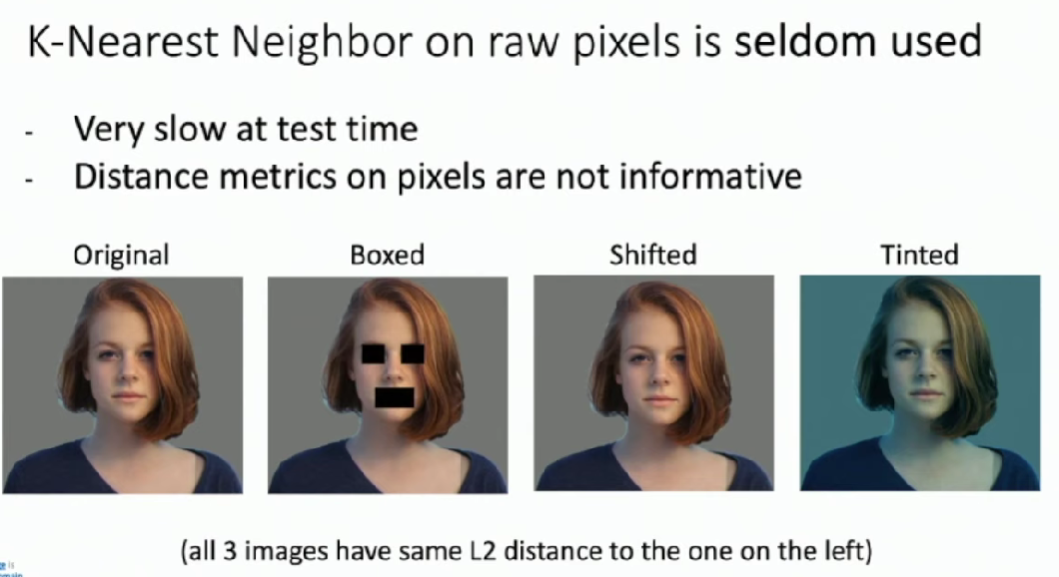 K-Nearest Neighbor on raw pixels is seldom used
- Very slow at test time
- Distance metrics on pixels are not informative
Original Boxed Shifted Tinted
(all 3 images have same L2 distance to the one on the left)